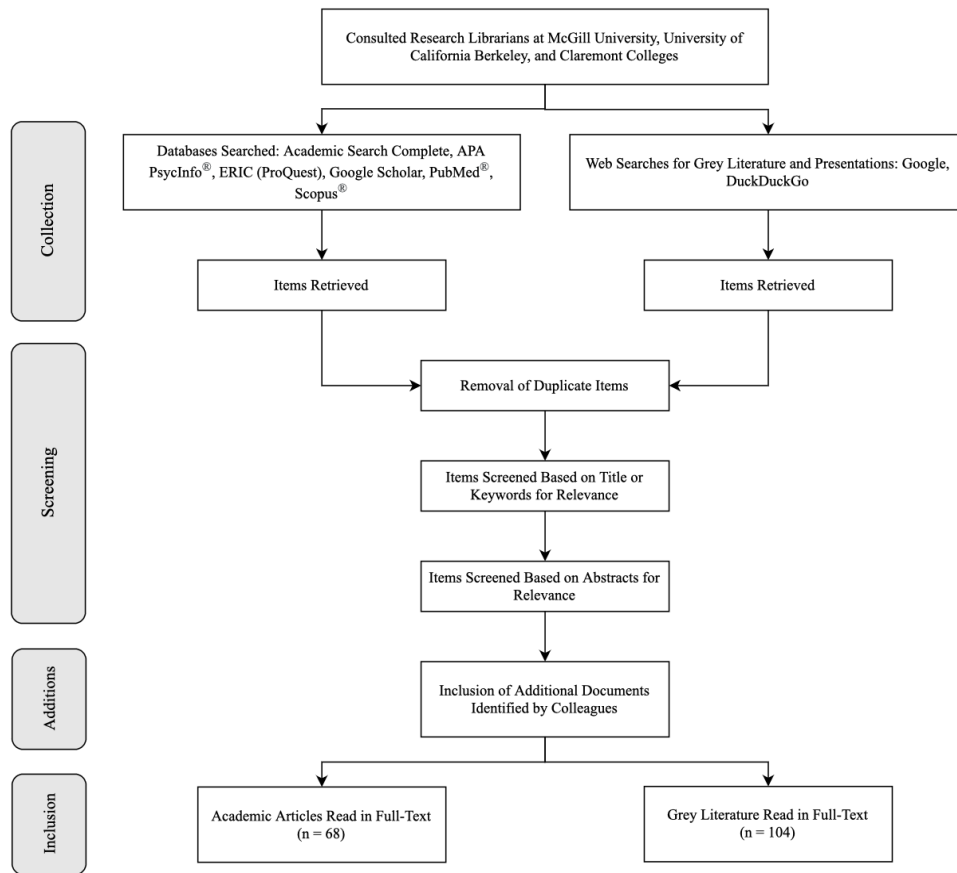 Consulted Research Librarians at McGill University, University of
California Berkeley, and Claremont Colleges
Collection
Databases Searched: Academic Search Complete, APA
PsycInfo®, ERIC (ProQuest), Google Scholar, PubMed®,
Scopus®
Web Searches for Grey Literature and Presentations: Google,
DuckDuckGo
Items Retrieved
Items Retrieved
Screening
Removal of Duplicate Items
Items Screened Based on Title or
Keywords for Relevance
Items Screened Based on Abstracts for
Relevance
Additions
Inclusion of Additional Documents
Identified by Colleagues
Inclusion
Academic Articles Read in Full-Text
(n = 68)
Grey Literature Read in Full-Text
(n = 104)